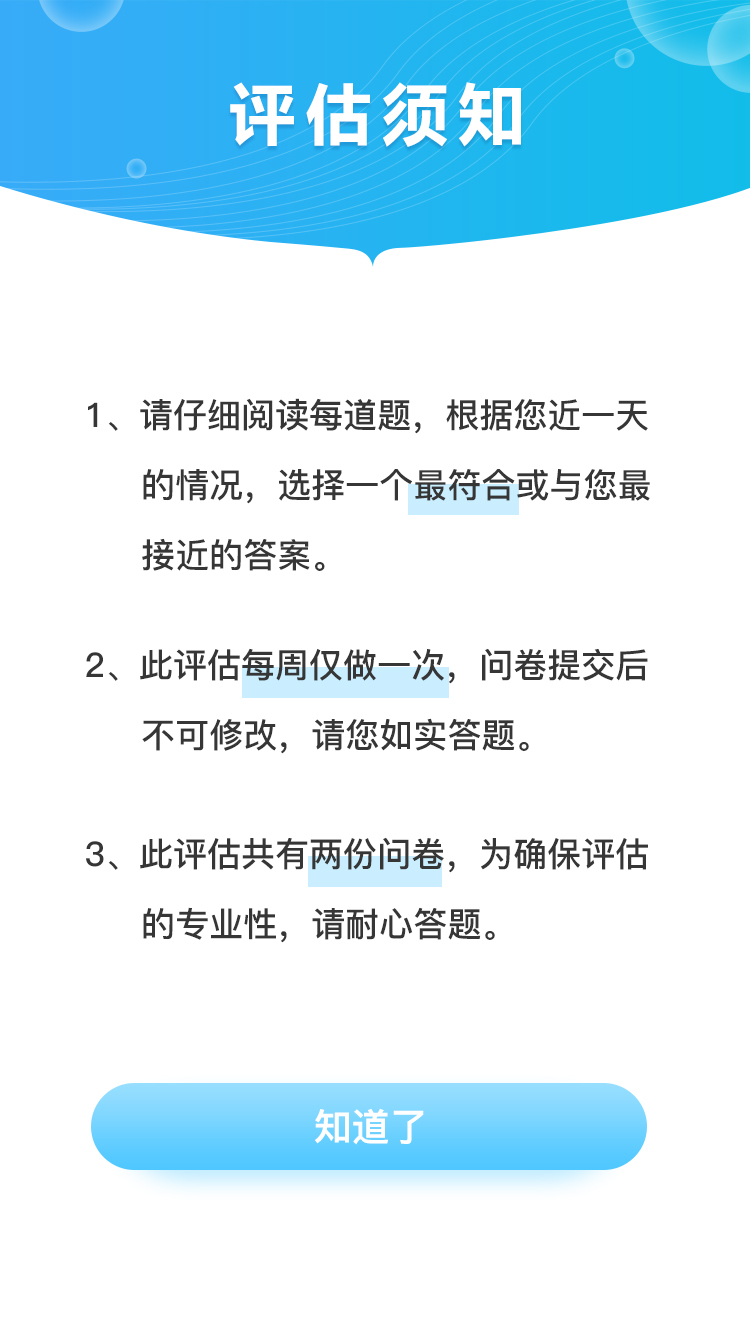 评估须知
1、请仔细阅读每道题，根据您近一天
的情况，选择一个最符合或与您最
接近的答案。
2、此评估每周仅做一次，问卷提交后
不可修改，请您如实答题。
3、此评估共有两份问卷，为确保评估
的专业性，请耐心答题。
知道了